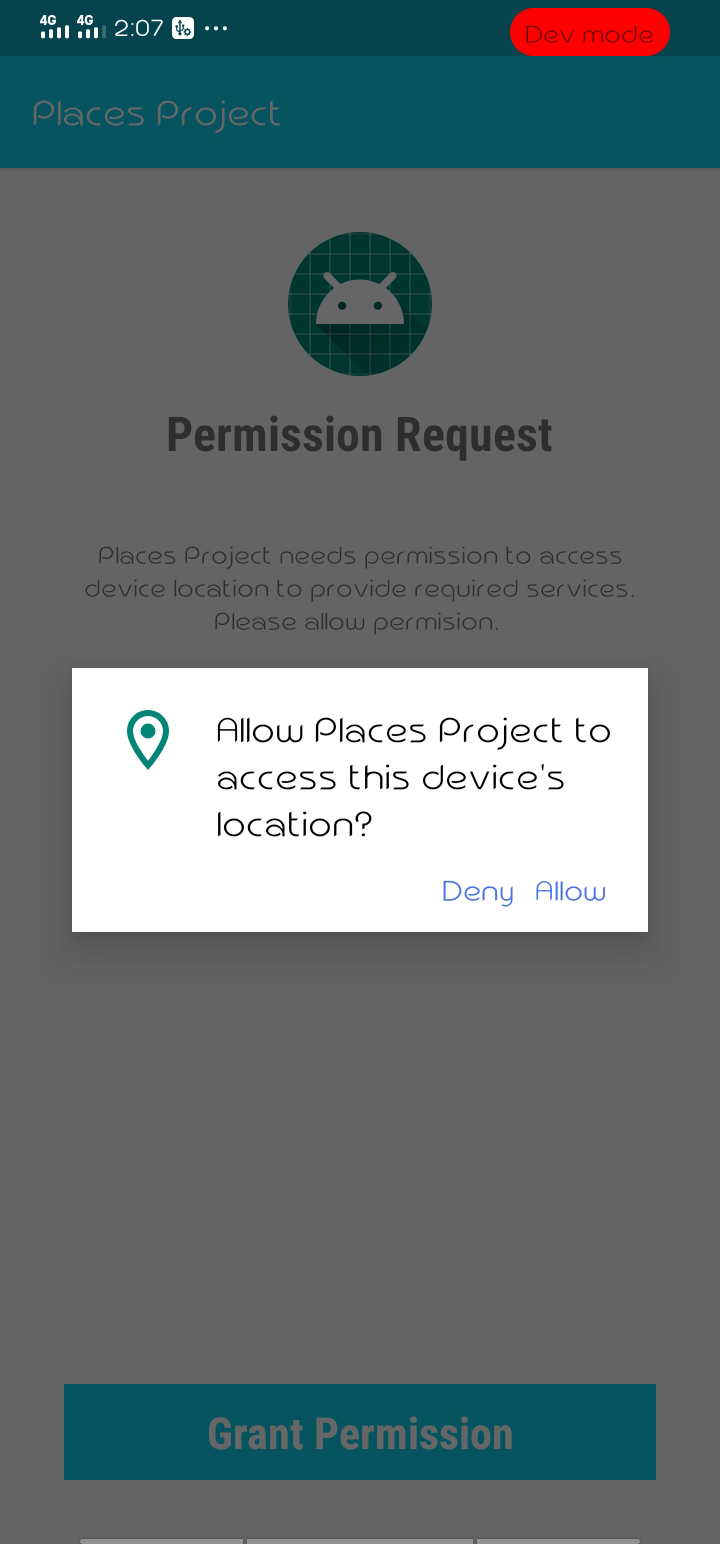 4G 4G 2:07
Dev mode
Places Project
Permission Request
Places Project needs permission to access
device location to provide required services.
Please allow permision.
Allow Places Project to
access this device's
location?
Deny Allow
Grant Permission